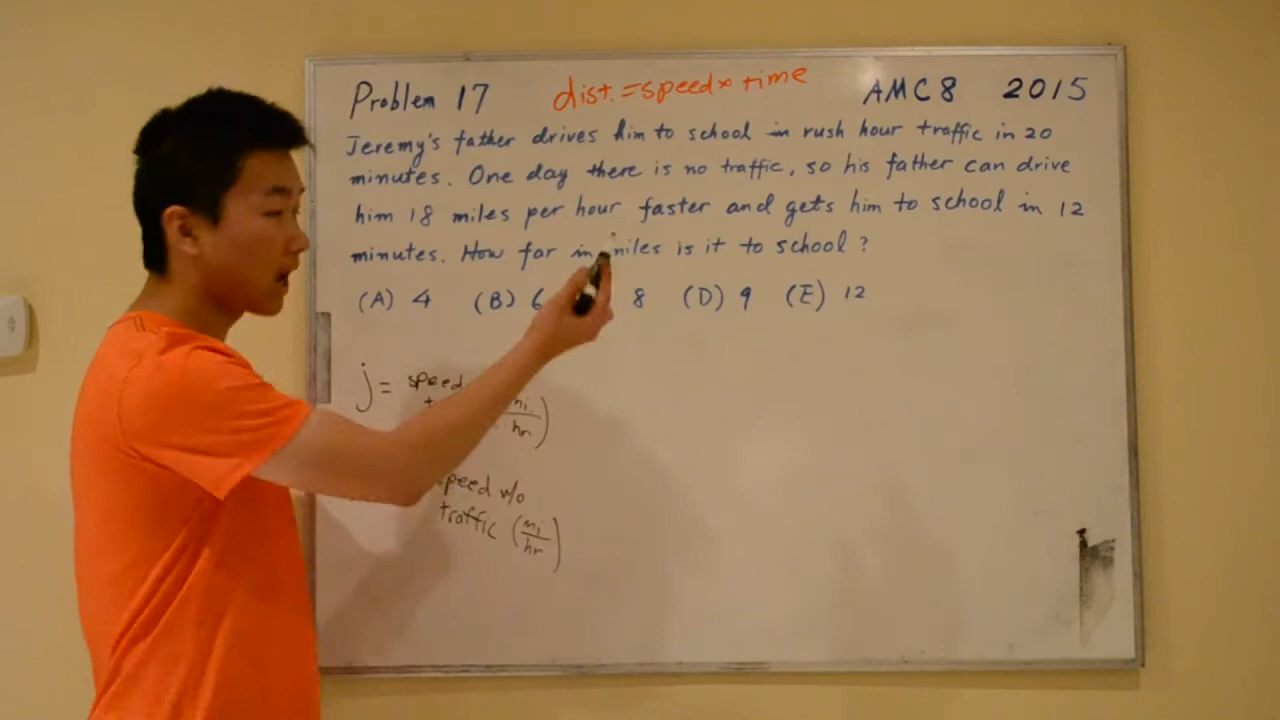 Problem 17 dist.=speed× time AMC8 2015
Jeremy's father drives him to school in rush hour traffic in 20
minutes. One day there is no traffic, so his father can drive
him 18 miles per hour faster and gets him to school in 12
minutes. How far in miles is it to school?
(A) 4 (B) 6 8 (D) 9 (E) 12
j = speed
(mi/hr)
speed w/o
traffic (mi/hr)